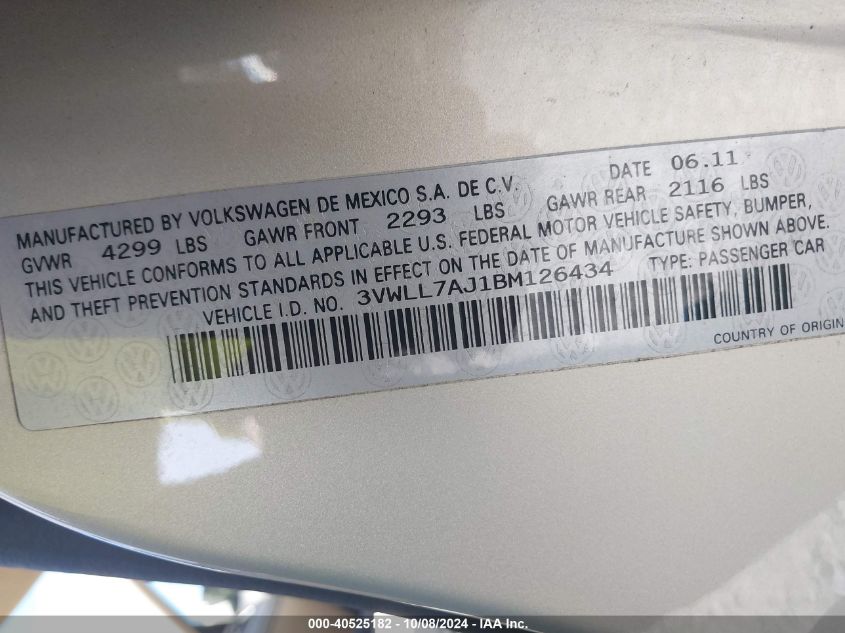 MANUFACTURED BY VOLKSWAGEN DE MEXICO S.A. DE C.V. DATE 06.11
GVWR 4299 LBS GAWR FRONT 2293 LBS GAWR REAR 2116 LBS
THIS VEHICLE CONFORMS TO ALL APPLICABLE U.S. FEDERAL MOTOR VEHICLE SAFETY, BUMPER,
AND THEFT PREVENTION STANDARDS IN EFFECT ON THE DATE OF MANUFACTURE SHOWN ABOVE.
VEHICLE I.D. NO. 3VWLL7AJ1BM126434 TYPE: PASSENGER CAR
COUNTRY OF ORIGIN
000-40525182 - 10/08/2024 - IAA Inc.